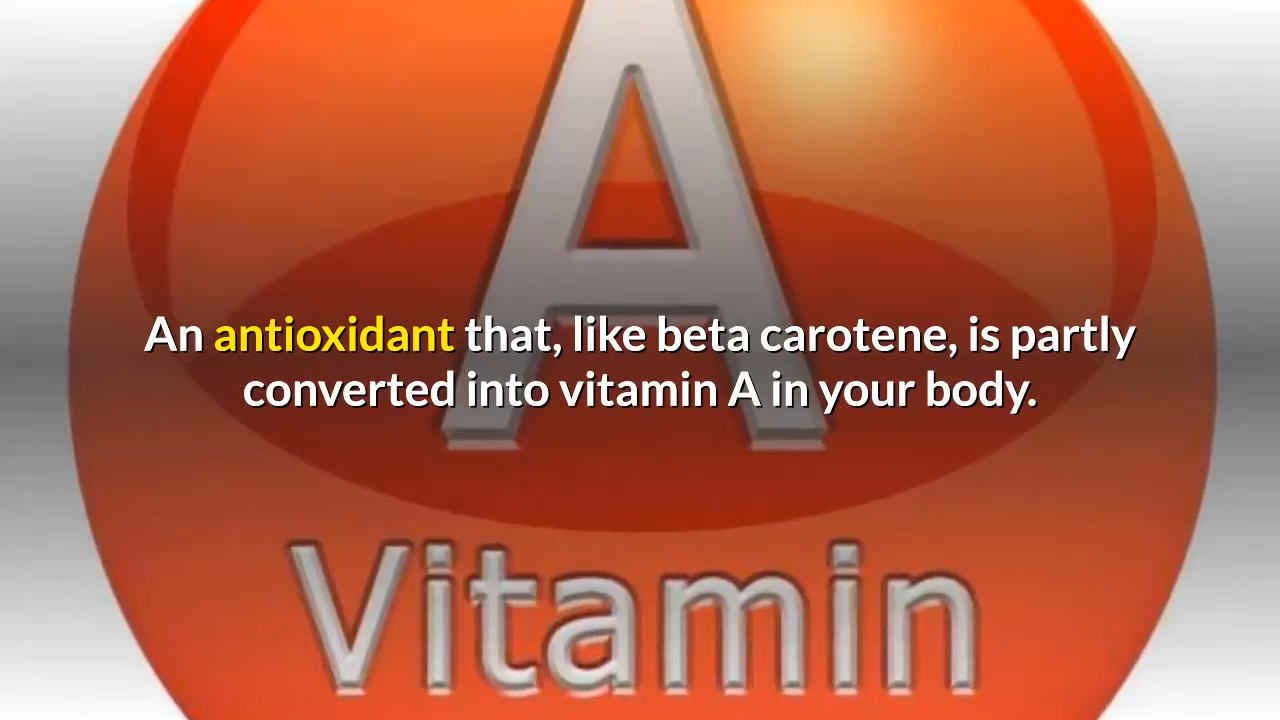 A
An antioxidant that, like beta carotene, is partly
converted into vitamin A in your body.
Vitamin